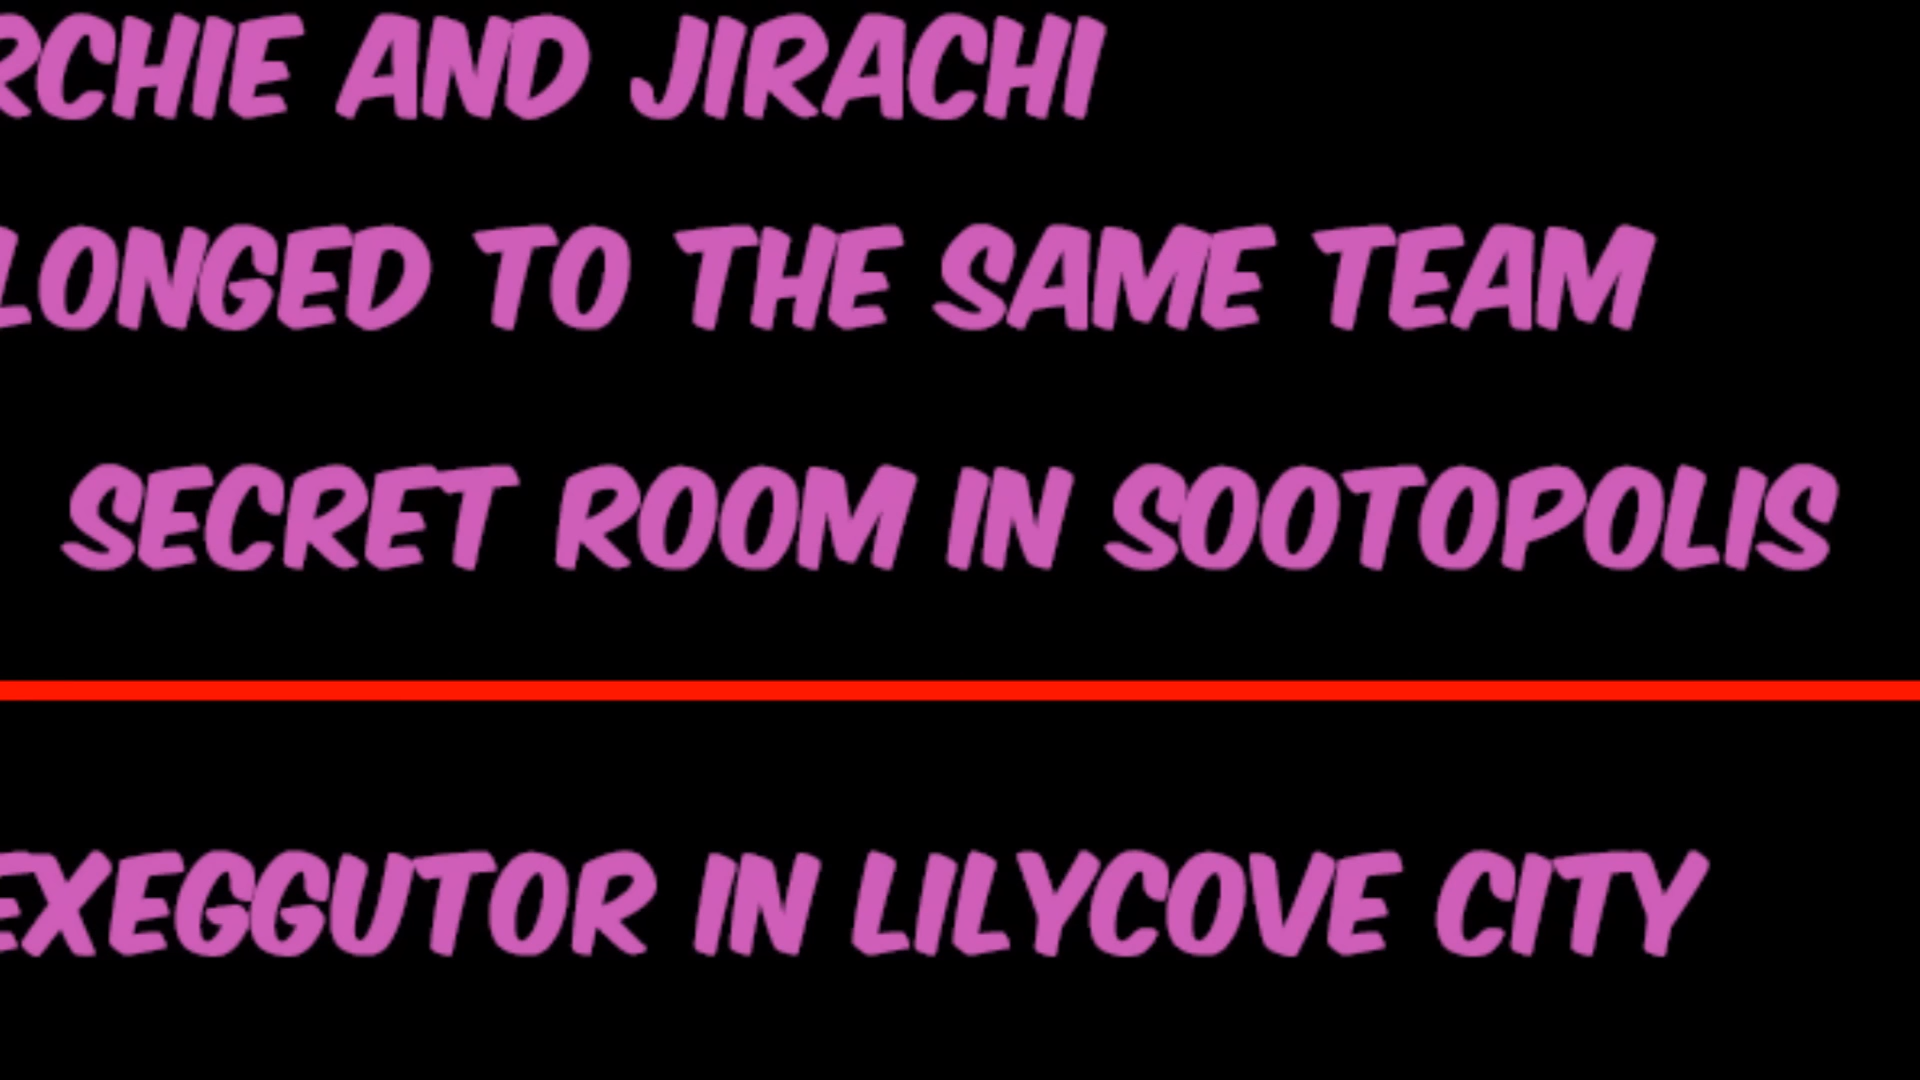 RCHIE AND JIRACHI
LONGED TO THE SAME TEAM
SECRET ROOM IN SOOTOPOLIS
EXEGGUTOR IN LILYCOVE CITY